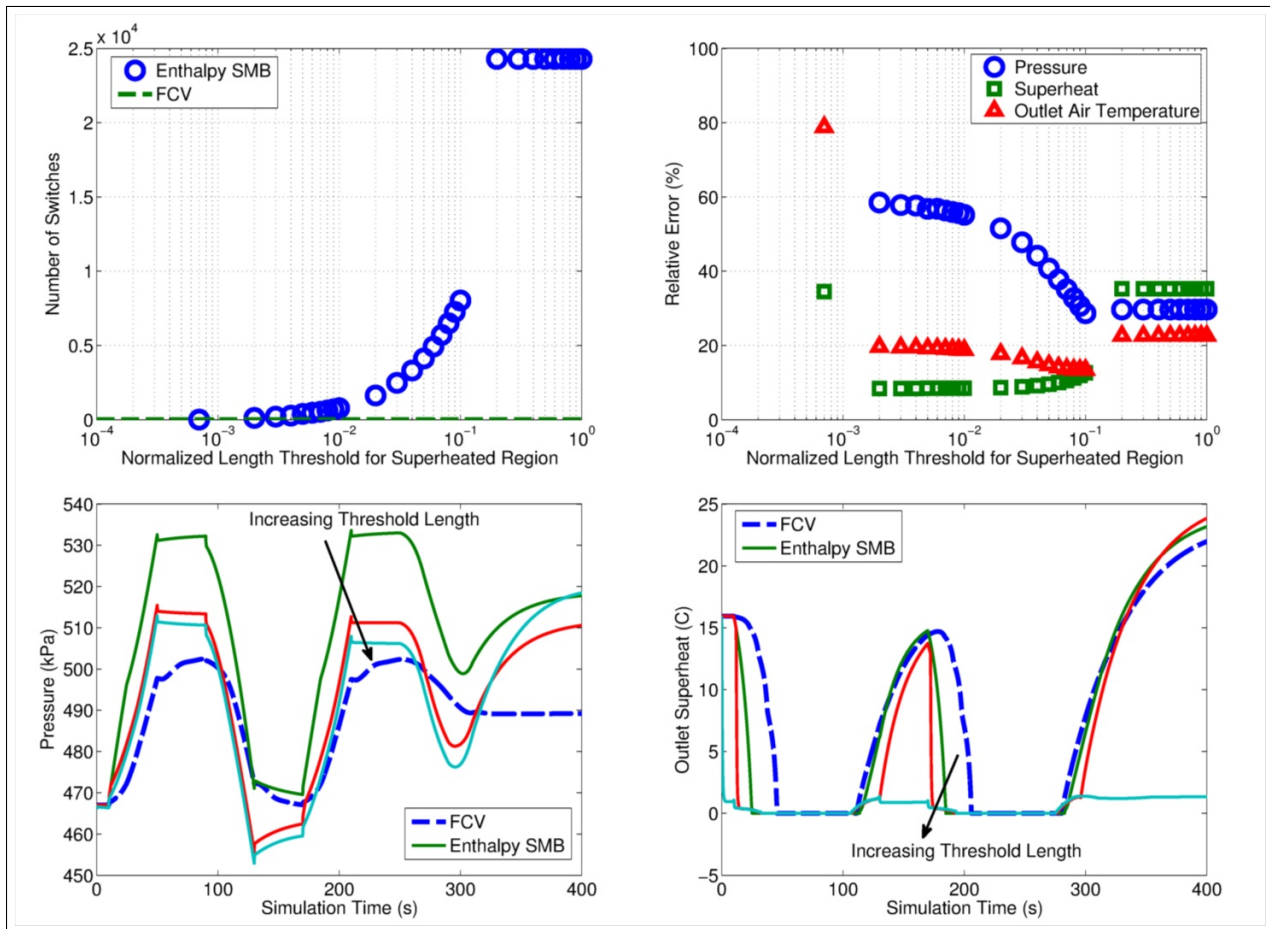 2.5 x 10^4
Enthalpy SMB
FCV
2
1.5
1
0.5
0
Number of Switches
10^−4 10^−3 10^−2 10^−1 10^0
Normalized Length Threshold for Superheated Region
100
Pressure
Superheat
Outlet Air Temperature
80
60
40
20
0
Relative Error (%)
10^−4 10^−3 10^−2 10^−1 10^0
Normalized Length Threshold for Superheated Region
540
Increasing Threshold Length
530
520
510
500
490
480
470
460
450
Pressure (kPa)
FCV
Enthalpy SMB
0 100 200 300 400
Simulation Time (s)
25
FCV
Enthalpy SMB
20
15
10
5
0
−5
Outlet Superheat (C)
Increasing Threshold Length
0 100 200 300 400
Simulation Time (s)